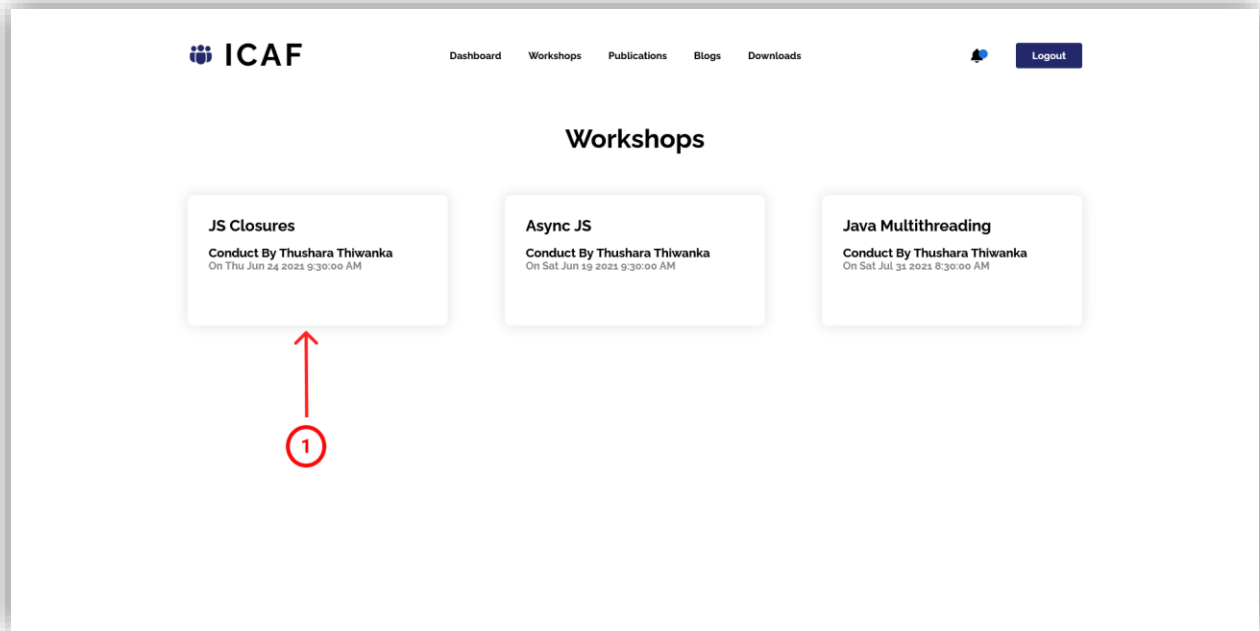 ICAF
Dashboard Workshops Publications Blogs Downloads
Logout
Workshops
JS Closures
Conduct By Thushara Thiwanka
On Thu Jun 24 2021 9:30:00 AM
Async JS
Conduct By Thushara Thiwanka
On Sat Jun 19 2021 9:30:00 AM
Java Multithreading
Conduct By Thushara Thiwanka
On Sat Jul 31 2021 8:30:00 AM
1